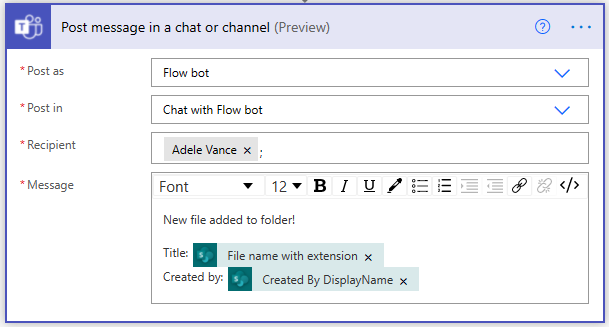 Post message in a chat or channel (Preview)
* Post as
Flow bot
* Post in
Chat with Flow bot
* Recipient
Adele Vance × ;
* Message
Font 12 B I U </>
New file added to folder!
Title: File name with extension ×
Created by: Created By DisplayName ×